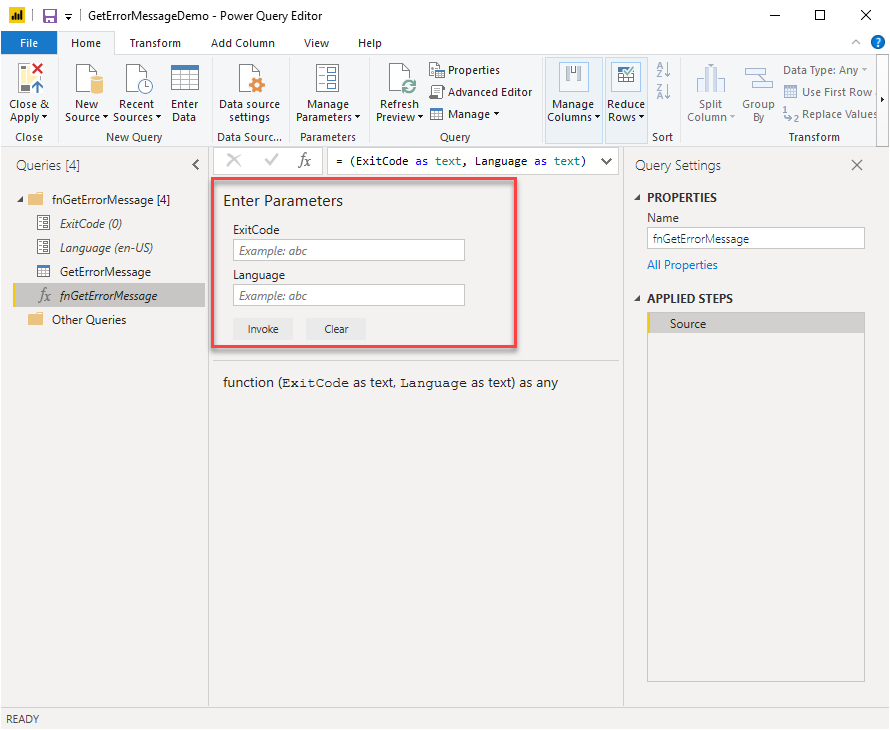 GetErrorMessageDemo - Power Query Editor
File Home Transform Add Column View Help
Close & Apply
New Source
Recent Sources
Enter Data
Data source settings
Manage Parameters
Refresh Preview
Properties
Advanced Editor
Manage
Manage Columns
Reduce Rows
A Z
Z A
Split Column
Group By
Data Type: Any
Use First Row
1 2 Replace Values
Close New Query Data Sourc... Parameters Query Sort Transform
Queries [4]
fnGetErrorMessage [4]
ExitCode (0)
Language (en-US)
GetErrorMessage
fx fnGetErrorMessage
Other Queries
fx = (ExitCode as text, Language as text)
Enter Parameters
ExitCode
Example: abc
Language
Example: abc
Invoke Clear
function (ExitCode as text, Language as text) as any
Query Settings
PROPERTIES
Name
fnGetErrorMessage
All Properties
APPLIED STEPS
Source
READY